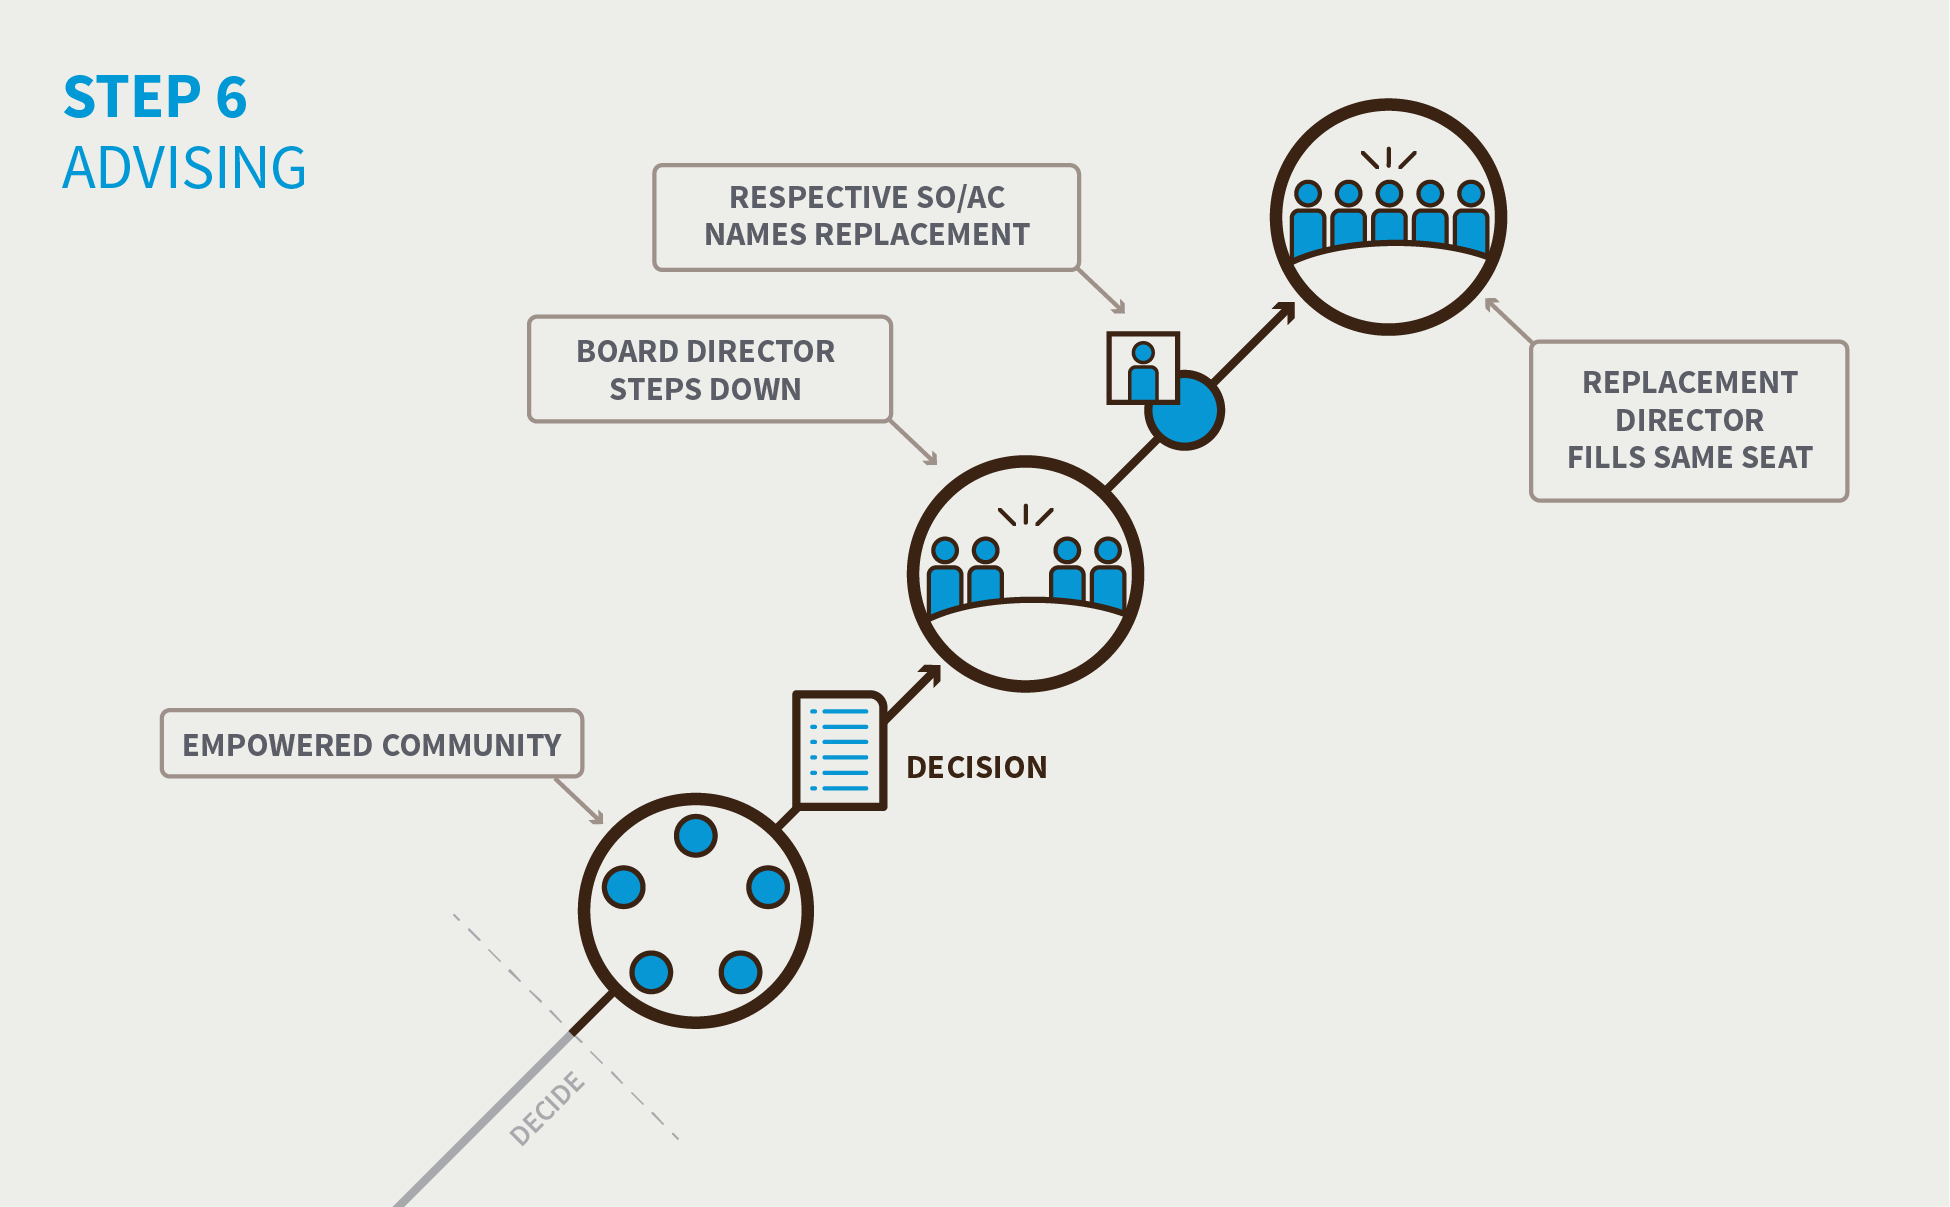 STEP 6
ADVISING
RESPECTIVE SO/AC
NAMES REPLACEMENT
BOARD DIRECTOR
STEPS DOWN
REPLACEMENT
DIRECTOR
FILLS SAME SEAT
EMPOWERED COMMUNITY
DECISION
DECIDE